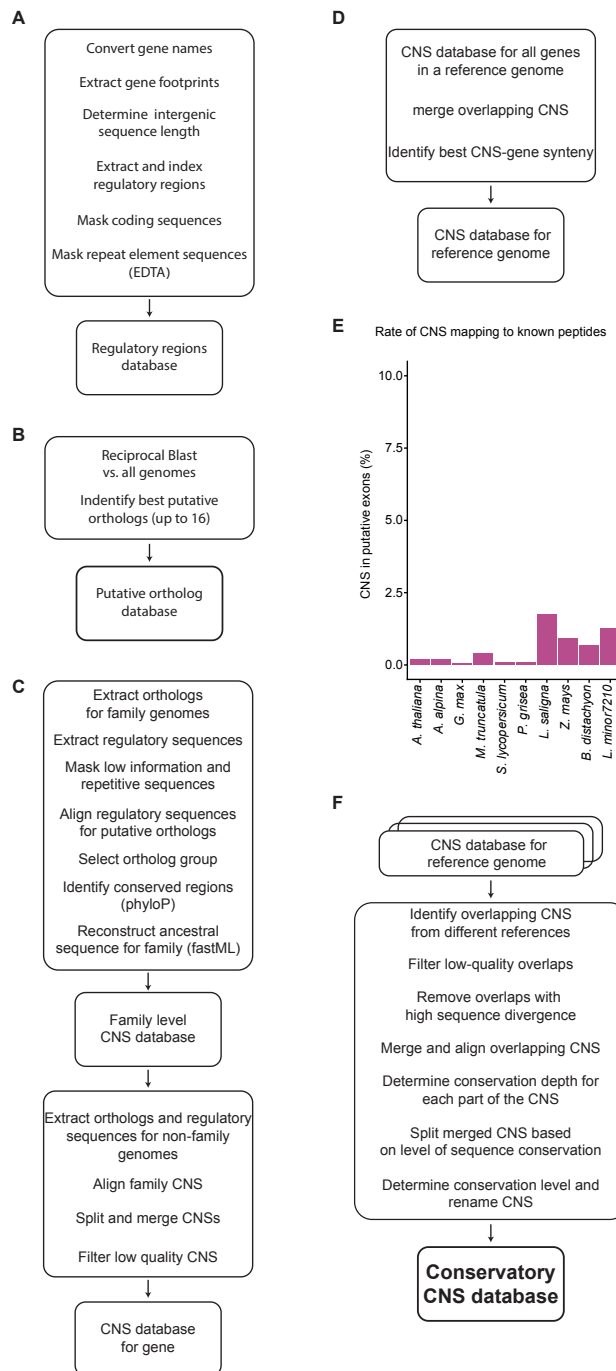 A
Convert gene names
Extract gene footprints
Determine intergenic
sequence length
Extract and index
regulatory regions
Mask coding sequences
Mask repeat element sequences
(EDTA)
Regulatory regions
database
B
Reciprocal Blast
vs. all genomes
Indentify best putative
orthologs (up to 16)
Putative ortholog
database
C
Extract orthologs
for family genomes
Extract regulatory sequences
Mask low information and
repetitive sequences
Align regulatory sequences
for putative orthologs
Select ortholog group
Identify conserved regions
(phyloP)
Reconstruct ancestral
sequence for family (fastML)
Family level
CNS database
Extract orthologs and regulatory
sequences for non-family
genomes
Align family CNS
Split and merge CNSs
Filter low quality CNS
CNS database
for gene
D
CNS database for all genes
in a reference genome
merge overlapping CNS
Identify best CNS-gene synteny
CNS database for
reference genome
E
Rate of CNS mapping to known peptides
CNS in putative exons (%)
10.0
7.5
5.0
2.5
0.0
A. thaliana
A. alpina
G. max
M. truncatula
S. lycopersicum
P. grisea
L. saligna
Z. mays
B. distachyon
L. minor7210
F
CNS database for
reference genome
Identify overlapping CNS
from different references
Filter low-quality overlaps
Remove overlaps with
high sequence divergence
Merge and align overlapping CNS
Determine conservation depth for
each part of the CNS
Split merged CNS based
on level of sequence conservation
Determine conservation level and
rename CNS
Conservatory
CNS database